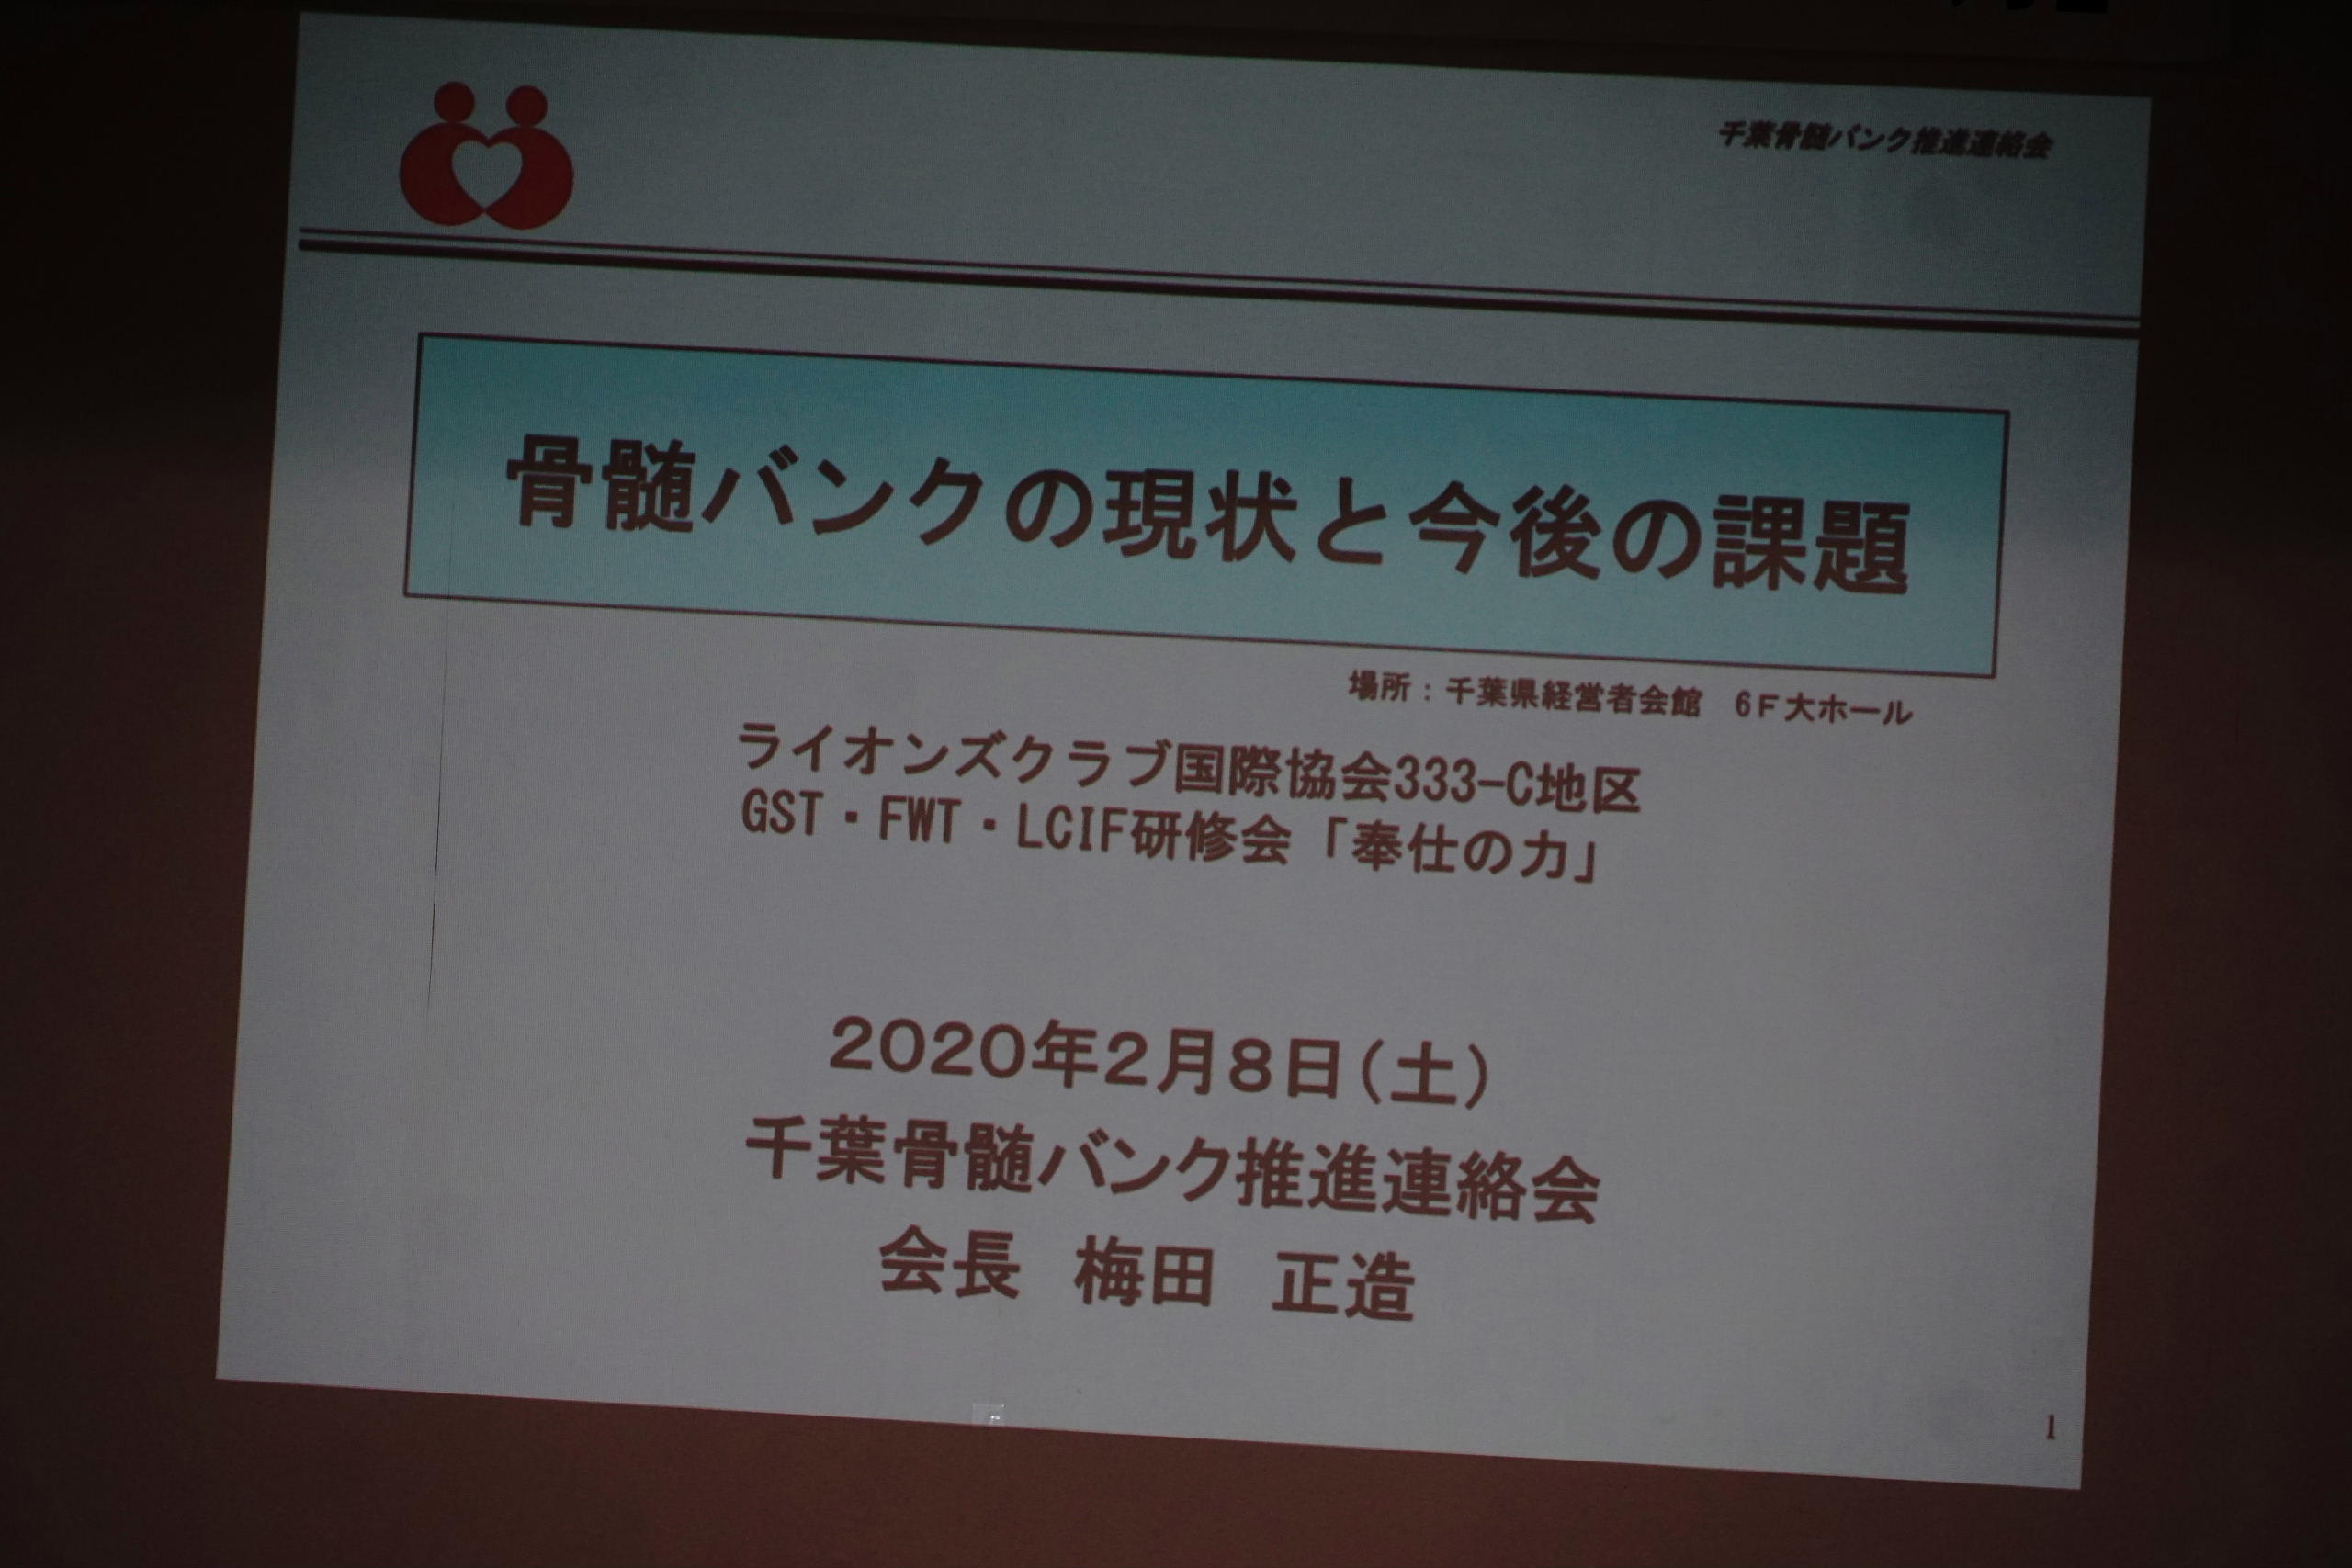 千葉骨髄バンク推進連絡会
骨髄バンクの現状と今後の課題
場所：千葉県経営者会館　6F大ホール
ライオンズクラブ国際協会333-C地区
GST・FWT・LCIF研修会「奉仕の力」
2020年2月8日(土)
千葉骨髄バンク推進連絡会
会長　梅田　正造
1